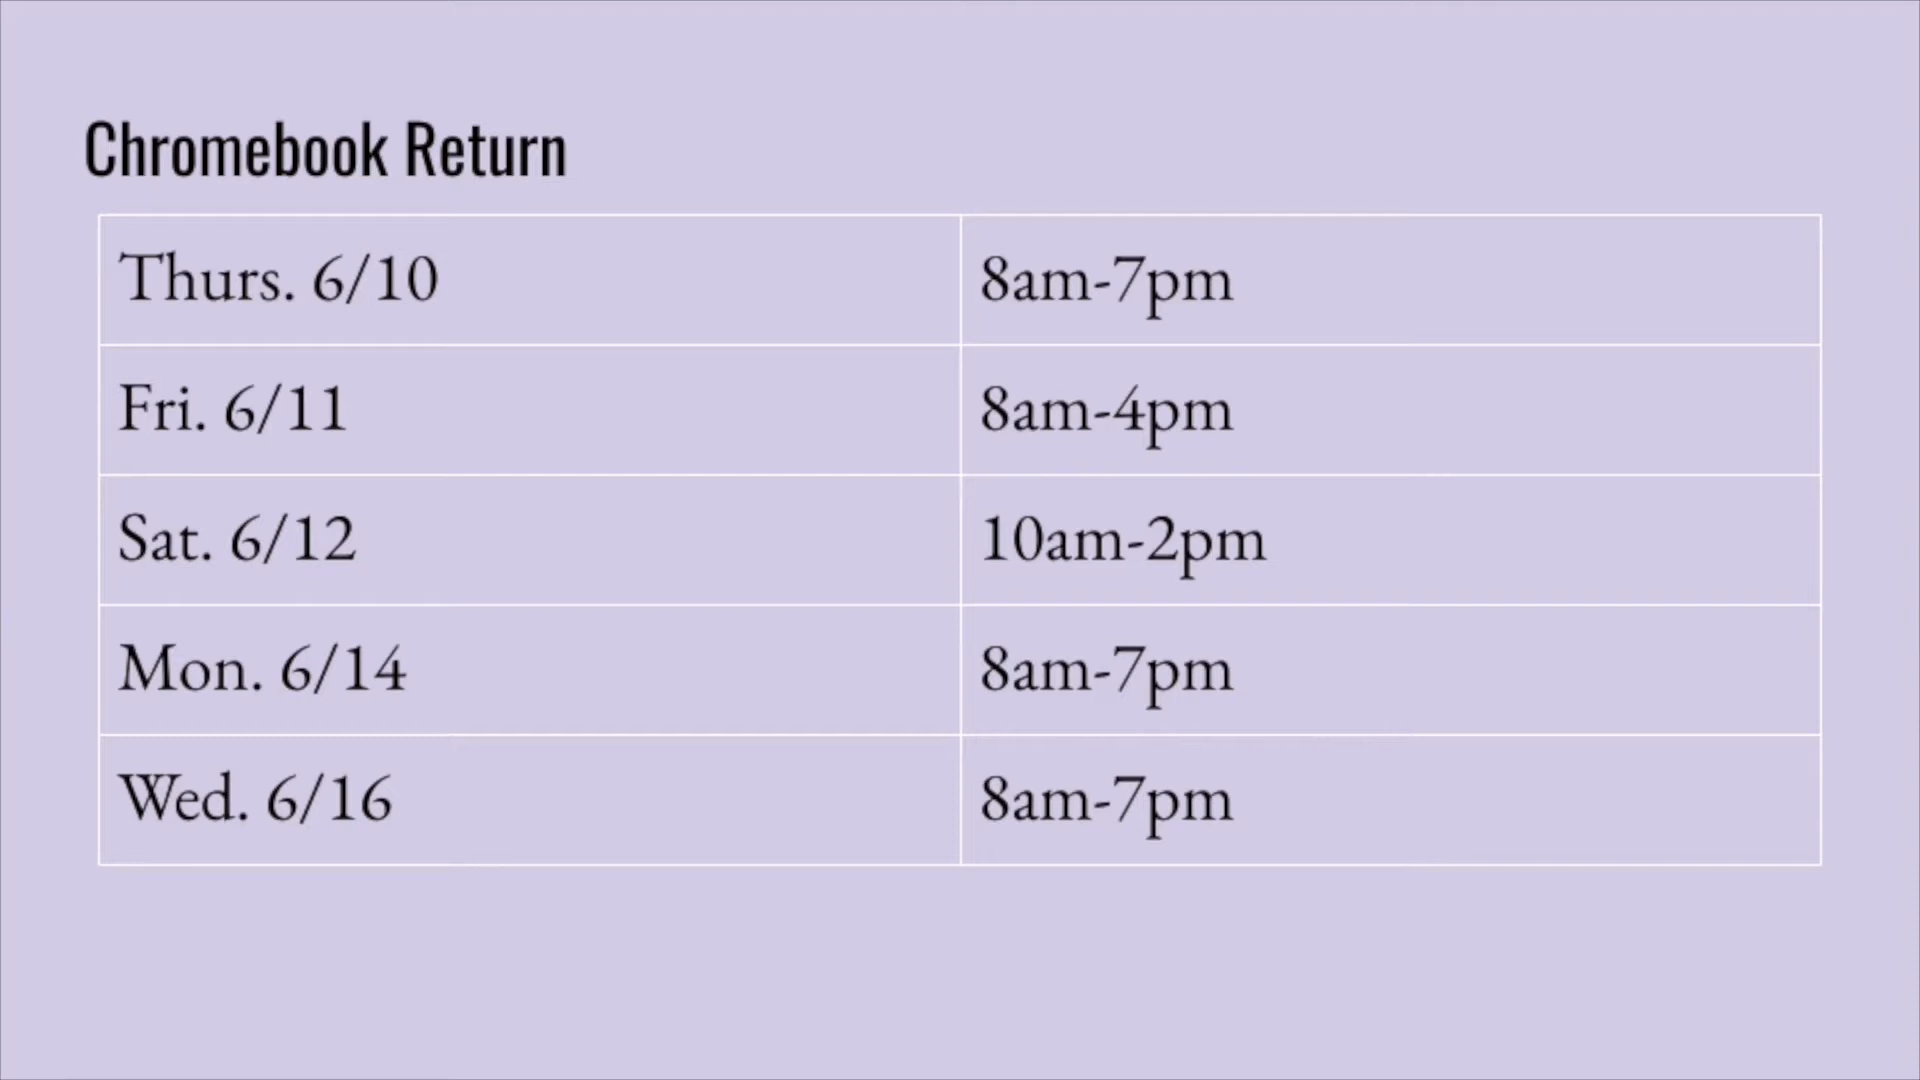 Chromebook Return
Thurs. 6/10 8am-7pm
Fri. 6/11 8am-4pm
Sat. 6/12 10am-2pm
Mon. 6/14 8am-7pm
Wed. 6/16 8am-7pm